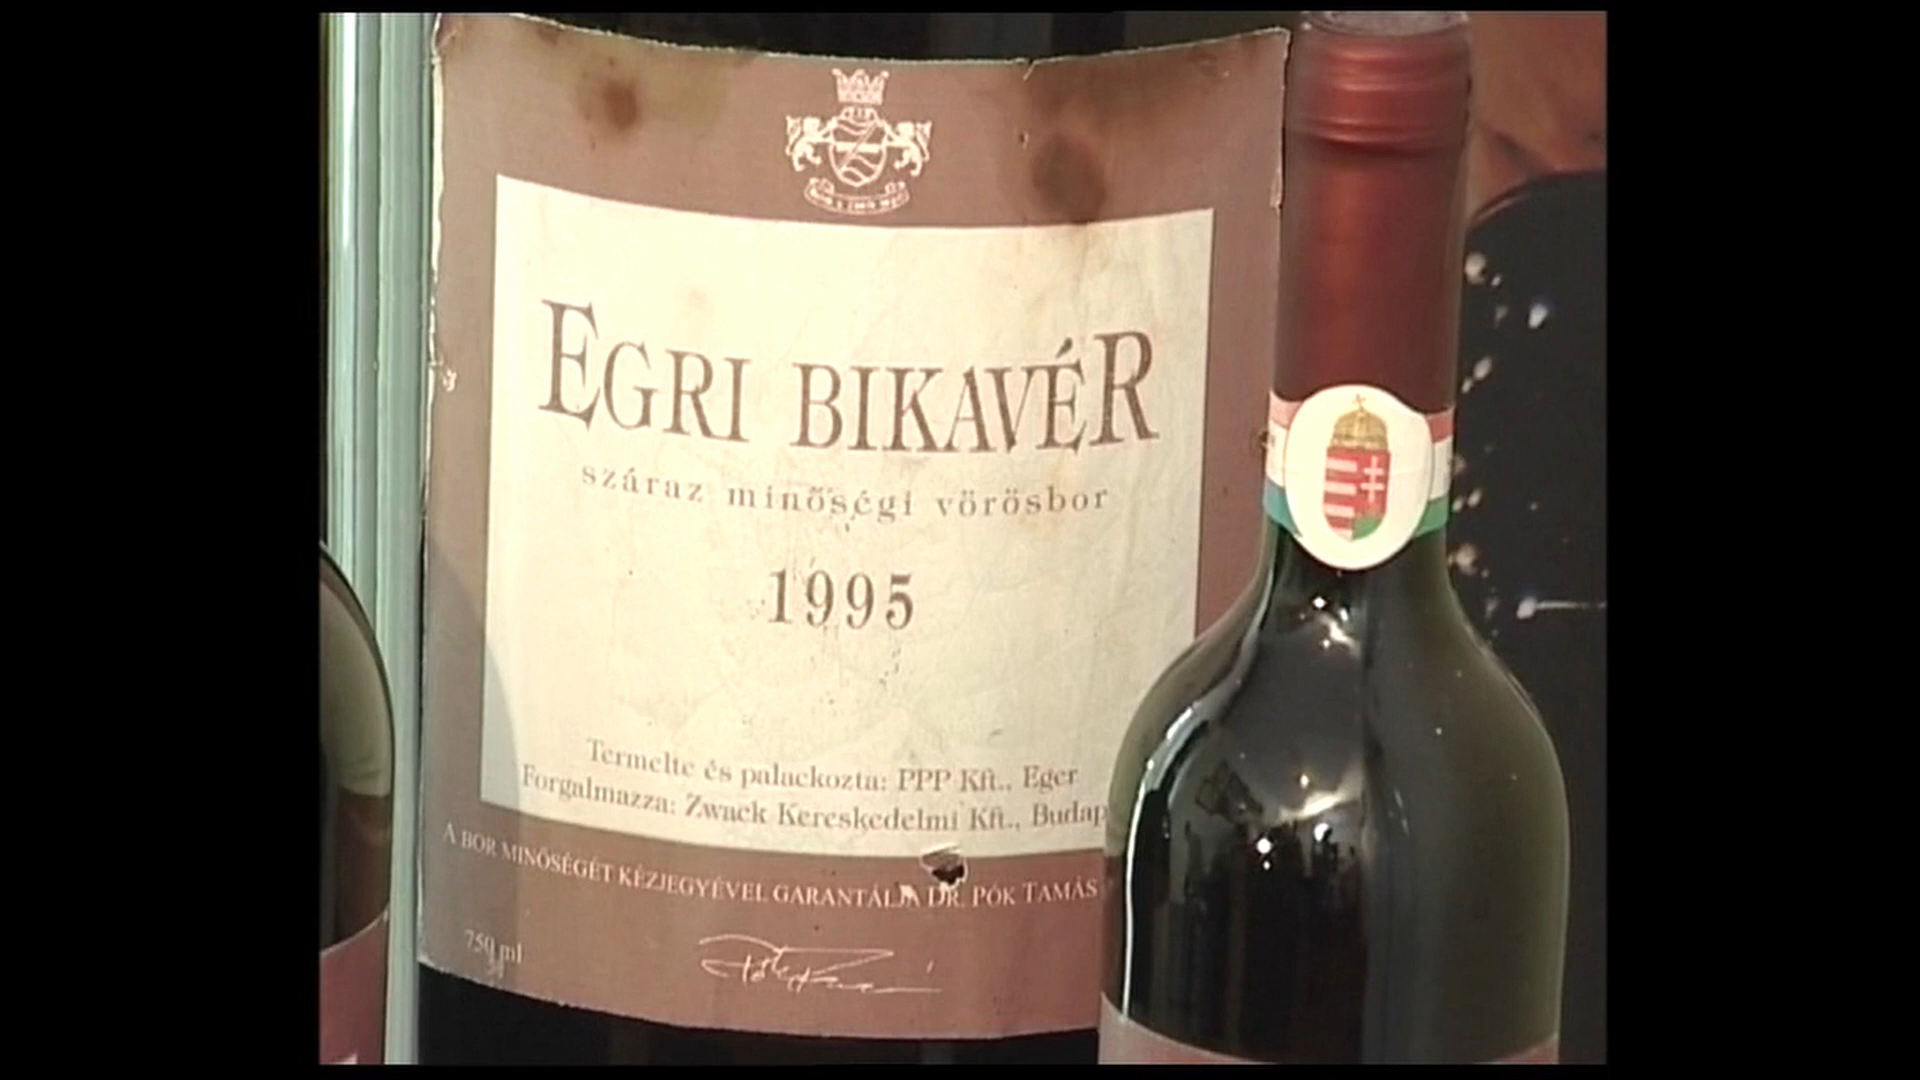 EGRI BIKAVÉR
száraz minőségi vörösbor
1995
Termelte és palackozta: PPP Kft., Eger
Forgalmazza: Zwack Kereskedelmi Kft., Budap
A BOR MINŐSÉGÉT KÉZJEGYÉVEL GARANTÁLJA DR. PÓK TAMÁS
750 ml